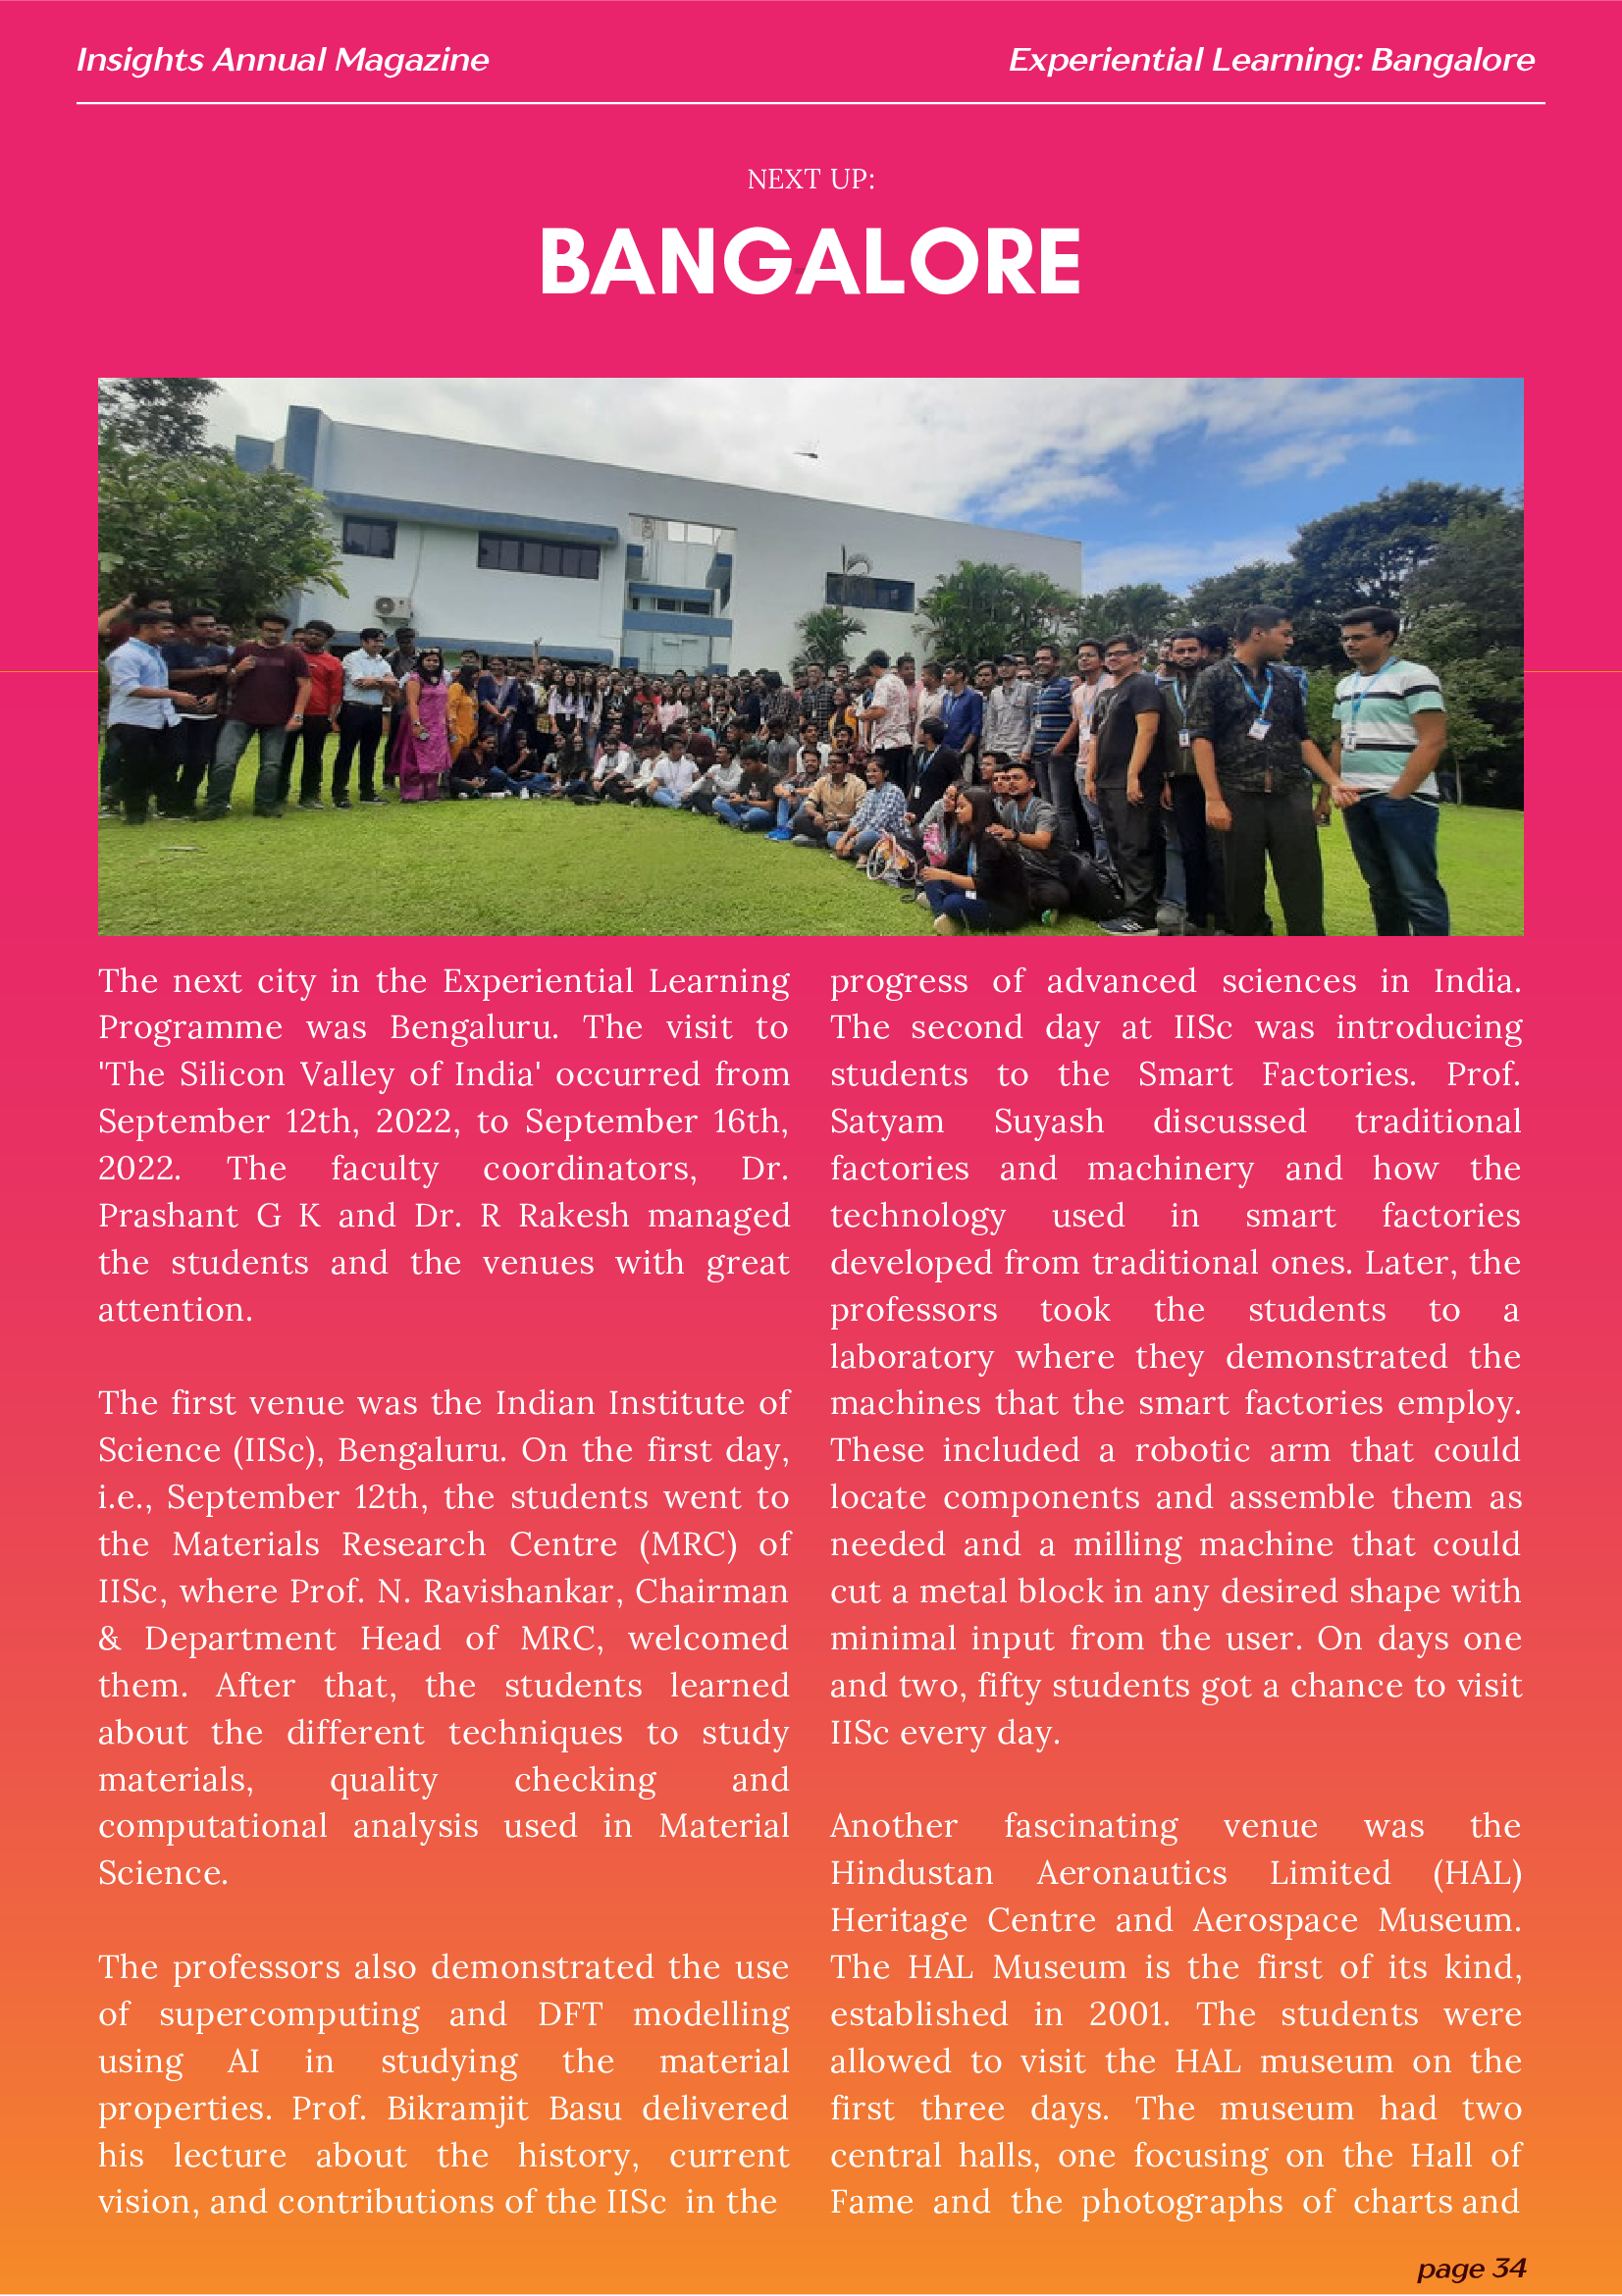 Insights Annual Magazine
Experiential Learning: Bangalore
NEXT UP:
BANGALORE
The next city in the Experiential Learning
Programme was Bengaluru. The visit to
'The Silicon Valley of India' occurred from
September 12th, 2022, to September 16th,
2022. The faculty coordinators, Dr.
Prashant G K and Dr. R Rakesh managed
the students and the venues with great
attention.
The first venue was the Indian Institute of
Science (IISc), Bengaluru. On the first day,
i.e., September 12th, the students went to
the Materials Research Centre (MRC) of
IISc, where Prof. N. Ravishankar, Chairman
& Department Head of MRC, welcomed
them. After that, the students learned
about the different techniques to study
materials, quality checking and
computational analysis used in Material
Science.
The professors also demonstrated the use
of supercomputing and DFT modelling
using AI in studying the material
properties. Prof. Bikramjit Basu delivered
his lecture about the history, current
vision, and contributions of the IISc in the
progress of advanced sciences in India.
The second day at IISc was introducing
students to the Smart Factories. Prof.
Satyam Suyash discussed traditional
factories and machinery and how the
technology used in smart factories
developed from traditional ones. Later, the
professors took the students to a
laboratory where they demonstrated the
machines that the smart factories employ.
These included a robotic arm that could
locate components and assemble them as
needed and a milling machine that could
cut a metal block in any desired shape with
minimal input from the user. On days one
and two, fifty students got a chance to visit
IISc every day.
Another fascinating venue was the
Hindustan Aeronautics Limited (HAL)
Heritage Centre and Aerospace Museum.
The HAL Museum is the first of its kind,
established in 2001. The students were
allowed to visit the HAL museum on the
first three days. The museum had two
central halls, one focusing on the Hall of
Fame and the photographs of charts and
page 34